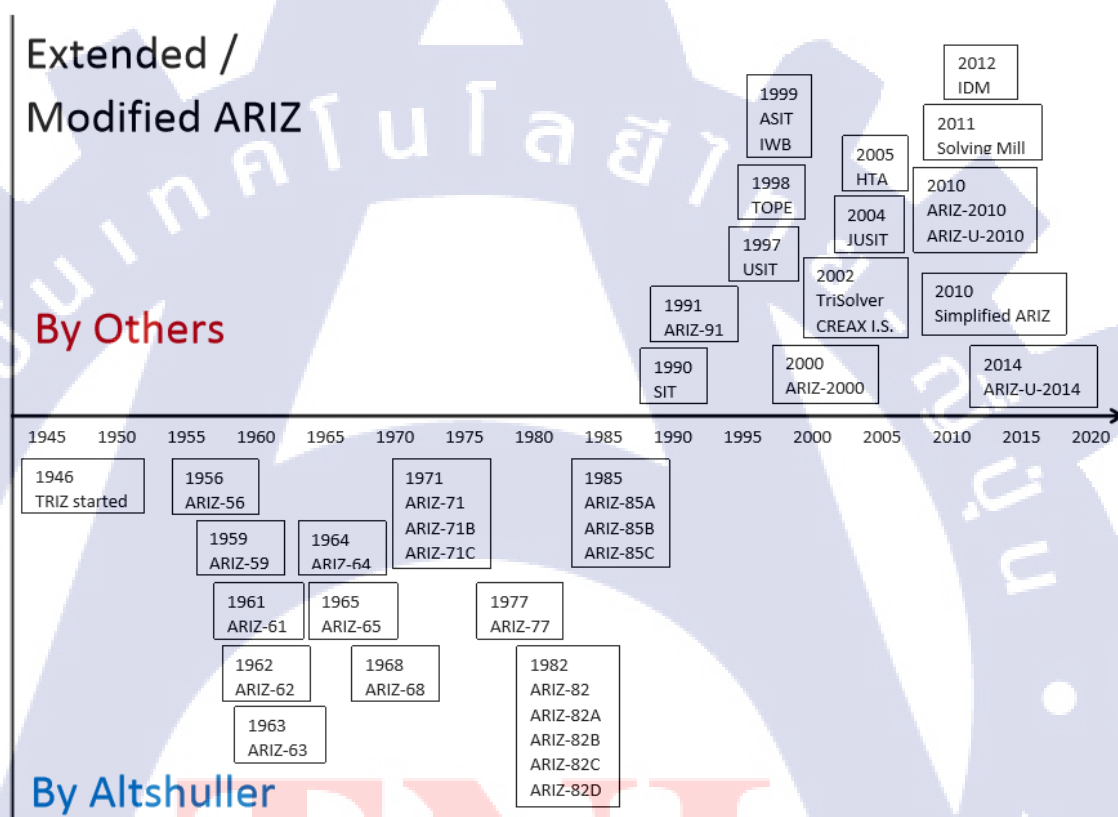 Extended /
Modified ARIZ
By Others
2012
IDM
1999
ASIT
IWB
2011
Solving Mill
2005
HTA
1998
TOPE
2010
ARIZ-2010
ARIZ-U-2010
2004
JUSIT
1997
USIT
2002
TriSolver
CREAX I.S.
2010
Simplified ARIZ
1991
ARIZ-91
1990
SIT
2000
ARIZ-2000
2014
ARIZ-U-2014
1945 1950 1955 1960 1965 1970 1975 1980 1985 1990 1995 2000 2005 2010 2015 2020
1946
TRIZ started
1956
ARIZ-56
1971
ARIZ-71
ARIZ-71B
ARIZ-71C
1985
ARIZ-85A
ARIZ-85B
ARIZ-85C
1959
ARIZ-59
1964
ARIZ-64
1961
ARIZ-61
1965
ARIZ-65
1977
ARIZ-77
1962
ARIZ-62
1968
ARIZ-68
1982
ARIZ-82
ARIZ-82A
ARIZ-82B
ARIZ-82C
ARIZ-82D
1963
ARIZ-63
By Altshuller